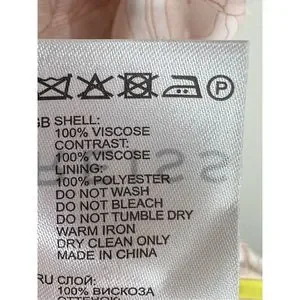 P
GB SHELL:
100% VISCOSE
CONTRAST:
100% VISCOSE
LINING:
100% POLYESTER
DO NOT WASH
DO NOT BLEACH
DO NOT TUMBLE DRY
WARM IRON
DRY CLEAN ONLY
MADE IN CHINA
RU СЛОЙ:
100% ВИСКОЗА
ОТТЕНОК: